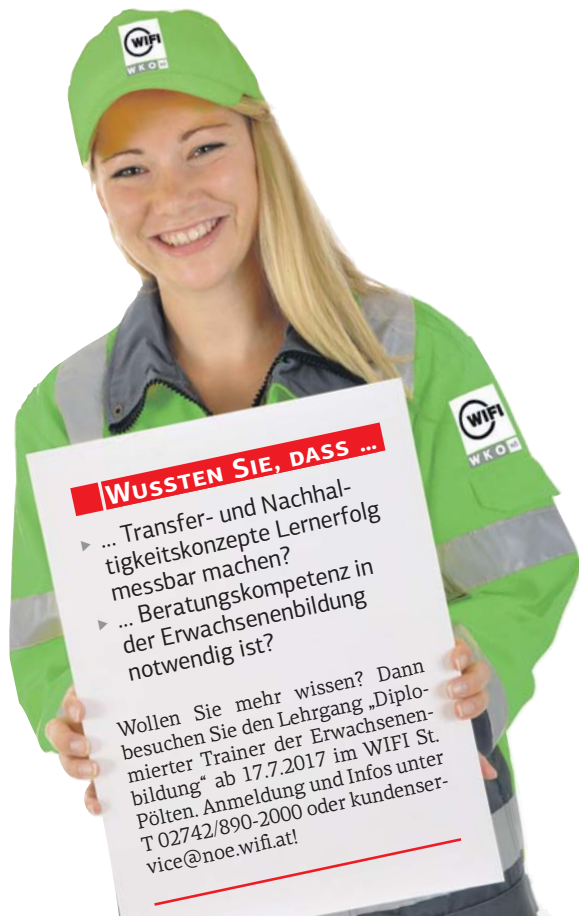 WIFI
WKO
WIFI
WKO
WUSSTEN SIE, DASS ...
... Transfer- und Nachhal-
tigkeitskonzepte Lernerfolg
messbar machen?
... Beratungskompetenz in
der Erwachsenenbildung
notwendig ist?
Wollen Sie mehr wissen? Dann
besuchen Sie den Lehrgang „Diplo-
mierter Trainer der Erwachsenen-
bildung“ ab 17.7.2017 im WIFI St.
Pölten. Anmeldung und Infos unter
T 02742/890-2000 oder kundenser-
vice@noe.wifi.at!